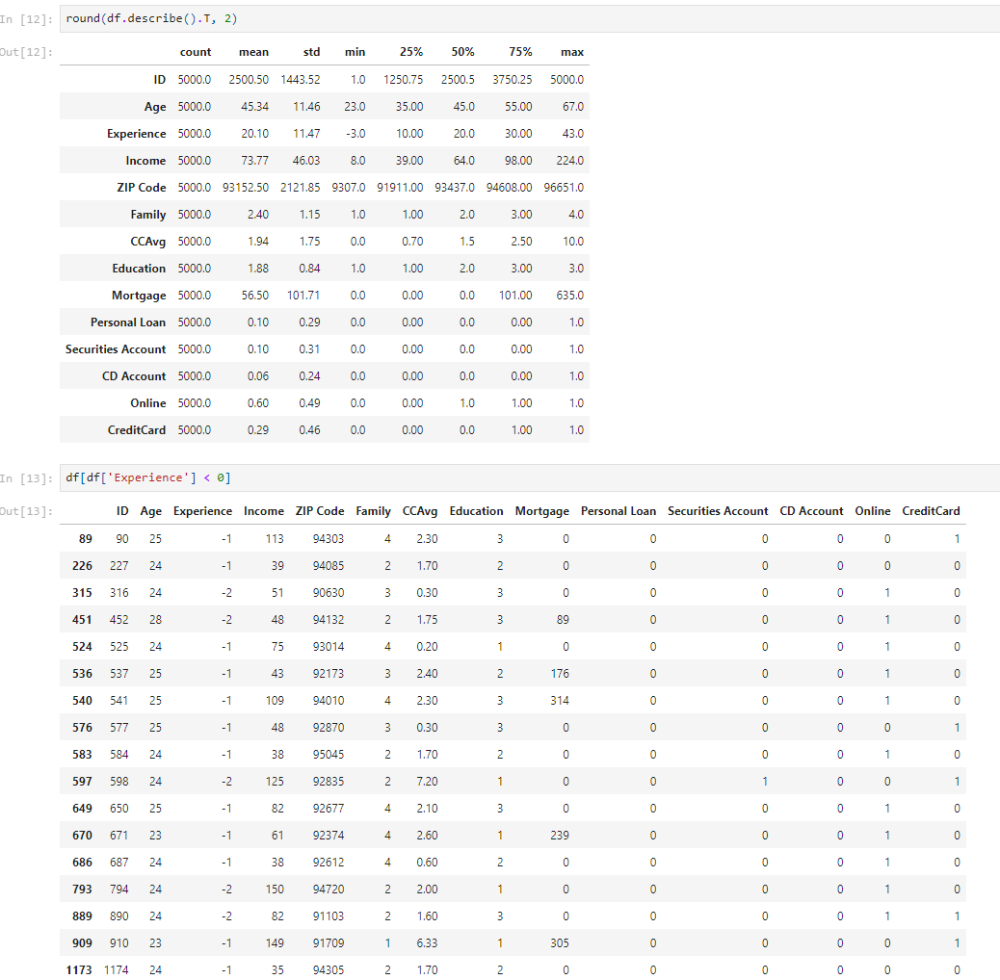 In [12]: round(df.describe().T, 2)
Out[12]:
count mean std min 25% 50% 75% max
ID 5000.0 2500.50 1443.52 1.0 1250.75 2500.5 3750.25 5000.0
Age 5000.0 45.34 11.46 23.0 35.00 45.0 55.00 67.0
Experience 5000.0 20.10 11.47 -3.0 10.00 20.0 30.00 43.0
Income 5000.0 73.77 46.03 8.0 39.00 64.0 98.00 224.0
ZIP Code 5000.0 93152.50 2121.85 9307.0 91911.00 93437.0 94608.00 96651.0
Family 5000.0 2.40 1.15 1.0 1.00 2.0 3.00 4.0
CCAvg 5000.0 1.94 1.75 0.0 0.70 1.5 2.50 10.0
Education 5000.0 1.88 0.84 1.0 1.00 2.0 3.00 3.0
Mortgage 5000.0 56.50 101.71 0.0 0.00 0.0 101.00 635.0
Personal Loan 5000.0 0.10 0.29 0.0 0.00 0.0 0.00 1.0
Securities Account 5000.0 0.10 0.31 0.0 0.00 0.0 0.00 1.0
CD Account 5000.0 0.06 0.24 0.0 0.00 0.0 0.00 1.0
Online 5000.0 0.60 0.49 0.0 0.00 1.0 1.00 1.0
CreditCard 5000.0 0.29 0.46 0.0 0.00 0.0 1.00 1.0
In [13]: df[df['Experience'] < 0]
Out[13]:
ID Age Experience Income ZIP Code Family CCAvg Education Mortgage Personal Loan Securities Account CD Account Online CreditCard
89 90 25 -1 113 94303 4 2.30 3 0 0 0 0 0 1
226 227 24 -1 39 94085 2 1.70 2 0 0 0 0 0 0
315 316 24 -2 51 90630 3 0.30 3 0 0 0 0 1 0
451 452 28 -2 48 94132 2 1.75 3 89 0 0 0 1 0
524 525 24 -1 75 93014 4 0.20 1 0 0 0 0 1 0
536 537 25 -1 43 92173 3 2.40 2 176 0 0 0 1 0
540 541 25 -1 109 94010 4 2.30 3 314 0 0 0 1 0
576 577 25 -1 48 92870 3 0.30 3 0 0 0 0 0 1
583 584 24 -1 38 95045 2 1.70 2 0 0 0 0 1 0
597 598 24 -2 125 92835 2 7.20 1 0 0 1 0 0 1
649 650 25 -1 82 92677 4 2.10 3 0 0 0 0 1 0
670 671 23 -1 61 92374 4 2.60 1 239 0 0 0 1 0
686 687 24 -1 38 92612 4 0.60 2 0 0 0 0 1 0
793 794 24 -2 150 94720 2 2.00 1 0 0 0 0 1 0
889 890 24 -2 82 91103 2 1.60 3 0 0 0 0 1 1
909 910 23 -1 149 91709 1 6.33 1 305 0 0 0 0 1
1173 1174 24 -1 35 94305 2 1.70 2 0 0 0 0 0 0